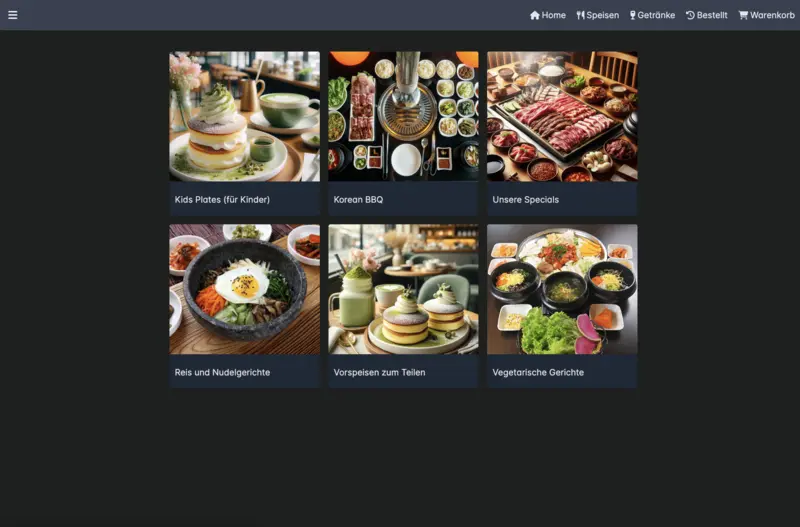 Home Speisen Getränke Bestellt Warenkorb
Kids Plates (für Kinder)
Korean BBQ
Unsere Specials
Reis und Nudelgerichte
Vorspeisen zum Teilen
Vegetarische Gerichte